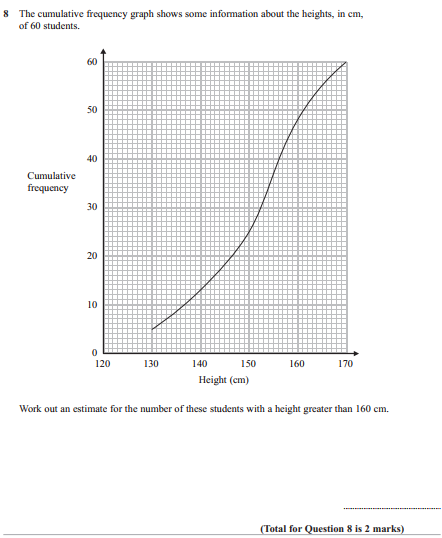 8 The cumulative frequency graph shows some information about the heights, in cm,
of 60 students.
60
50
40
Cumulative
frequency
30
20
10
0
120 130 140 150 160 170
Height (cm)
Work out an estimate for the number of these students with a height greater than 160 cm.
(Total for Question 8 is 2 marks)